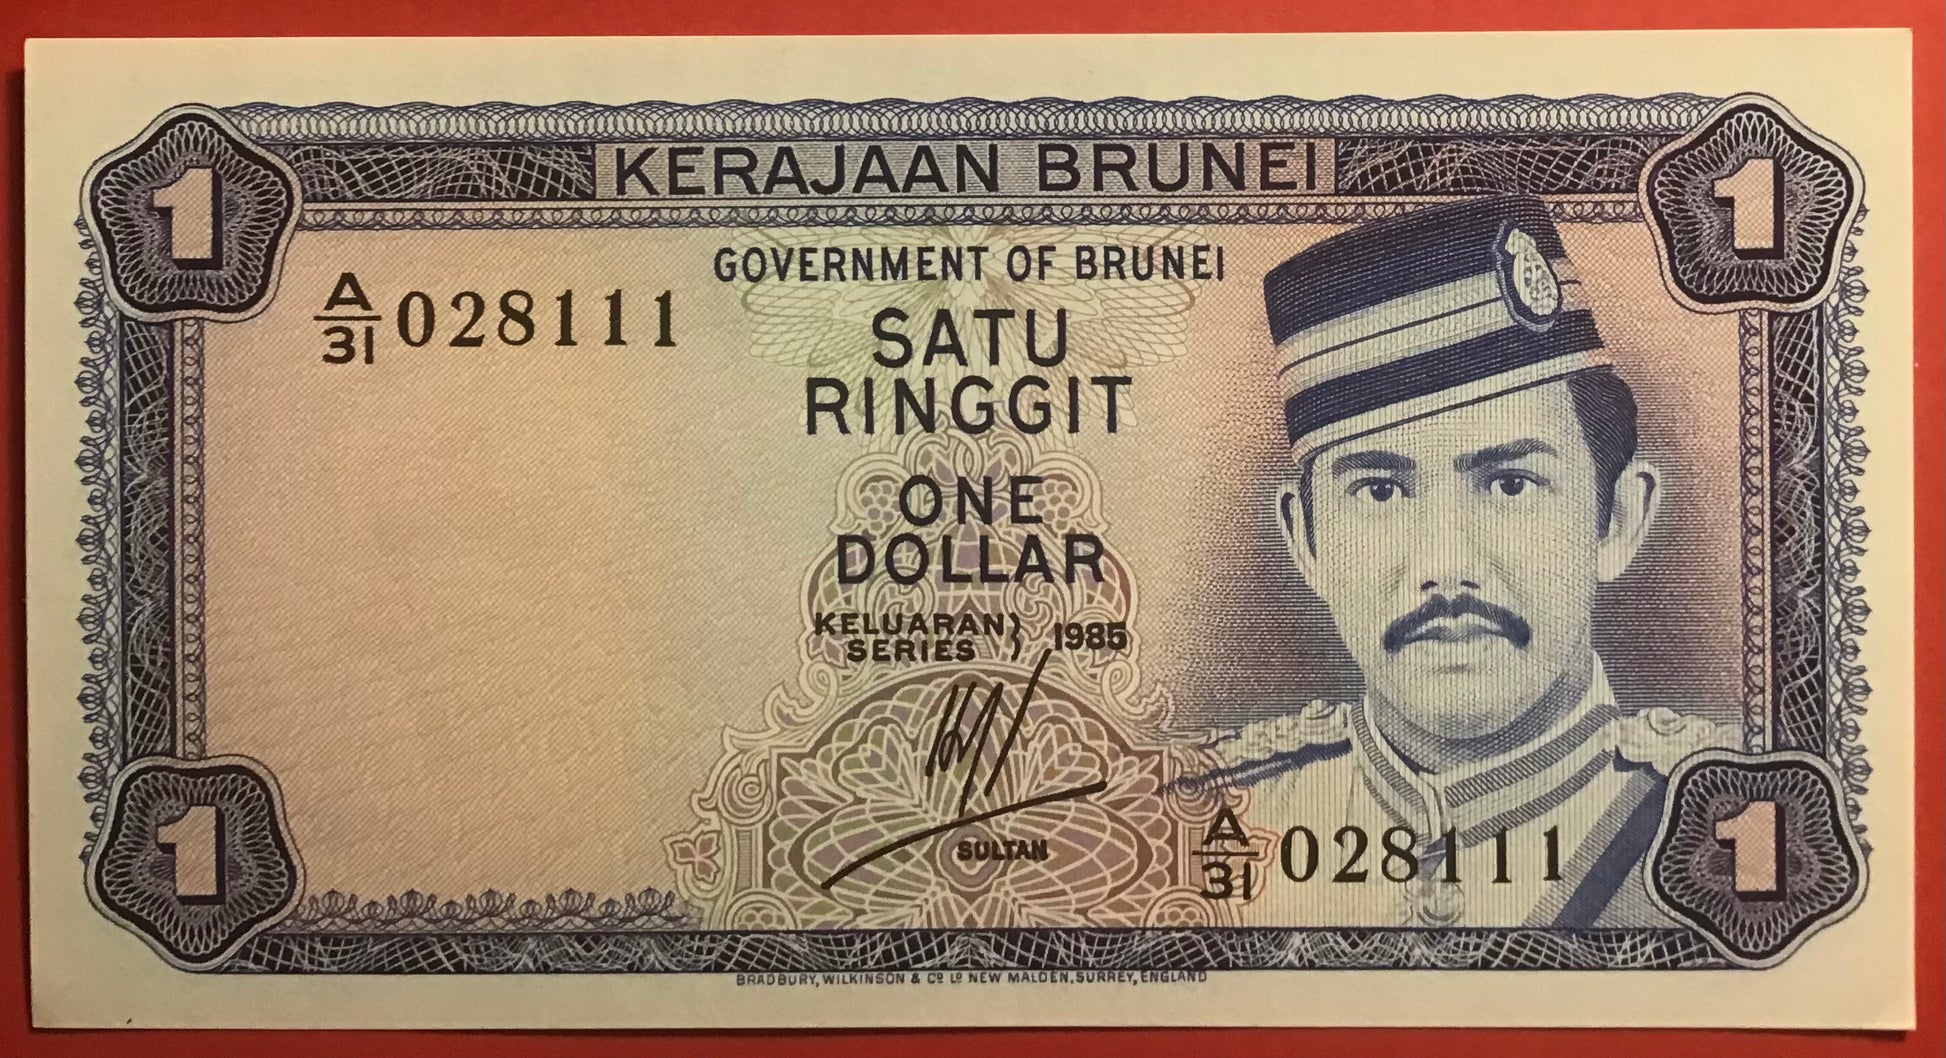 1 1
KERAJAAN BRUNEI
GOVERNMENT OF BRUNEI
A/31 028111
SATU
RINGGIT
ONE
DOLLAR
KELUARAN
SERIES } 1985
SULTAN
A/31 028111
1 1
BRADBURY, WILKINSON & Cº Lº NEW MALDEN, SURREY, ENGLAND